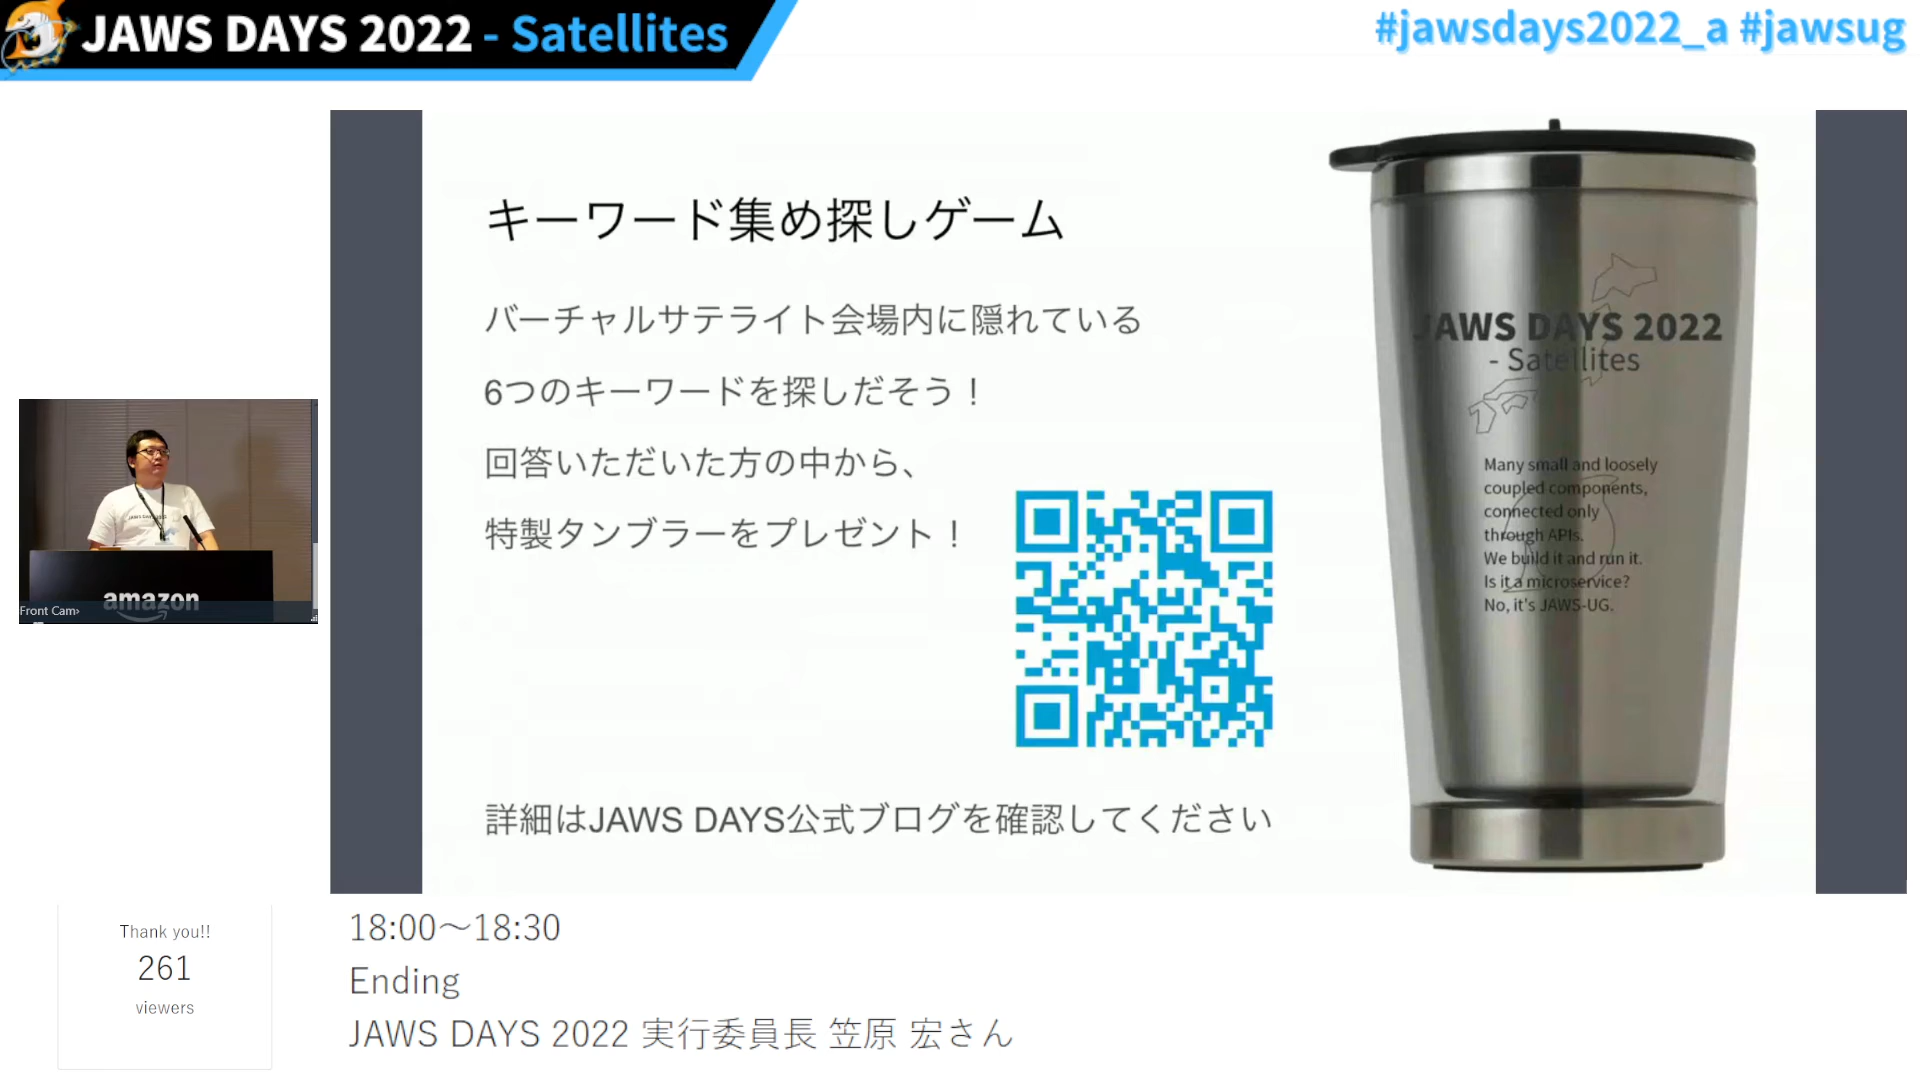 JAWS DAYS 2022 - Satellites
#jawsdays2022_a #jawsug
キーワード集め探しゲーム
バーチャルサテライト会場内に隠れている
6つのキーワードを探しだそう！
回答いただいた方の中から、
特製タンブラーをプレゼント！
詳細はJAWS DAYS公式ブログを確認してください
JAWS DAYS 2022
- Satellites
Many small and loosely
coupled components,
connected only
through APIs.
We build it and run it.
Is it a microservice?
No, it's JAWS-UG.
amazon
Front Cam›
Thank you!!
261
viewers
18:00～18:30
Ending
JAWS DAYS 2022 実行委員長 笠原 宏さん